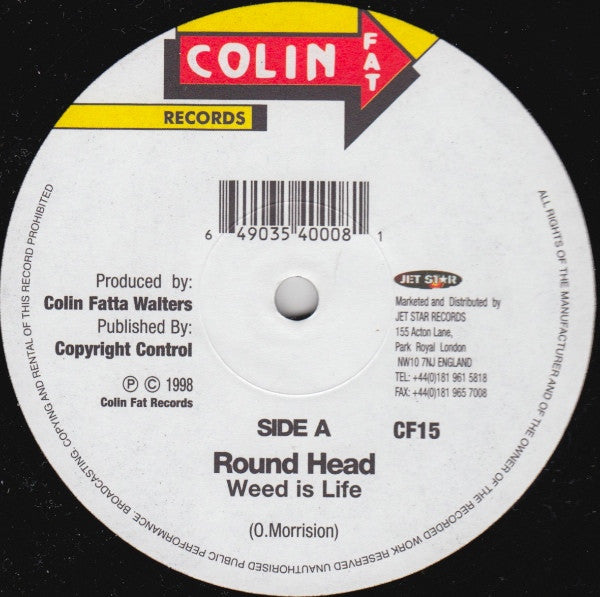 COLIN
FAT
RECORDS
6 49035 40008 1
Produced by:
Colin Fatta Walters
Published By:
Copyright Control
℗ © 1998
Colin Fat Records
JET ST★R
Marketed and Distributed by
JET STAR RECORDS
155 Acton Lane,
Park Royal London
NW10 7NJ ENGLAND
TEL: +44(0)181 961 5818
FAX: +44(0)181 965 7008
SIDE A
CF15
Round Head
Weed is Life
(O.Morrision)
ALL RIGHTS OF THE MANUFACTURER AND OF THE OWNER OF THE RECORDED WORK RESERVED UNAUTHORISED PUBLIC PERFORMANCE BROADCASTING COPYING AND RENTAL OF THIS RECORD PROHIBITED